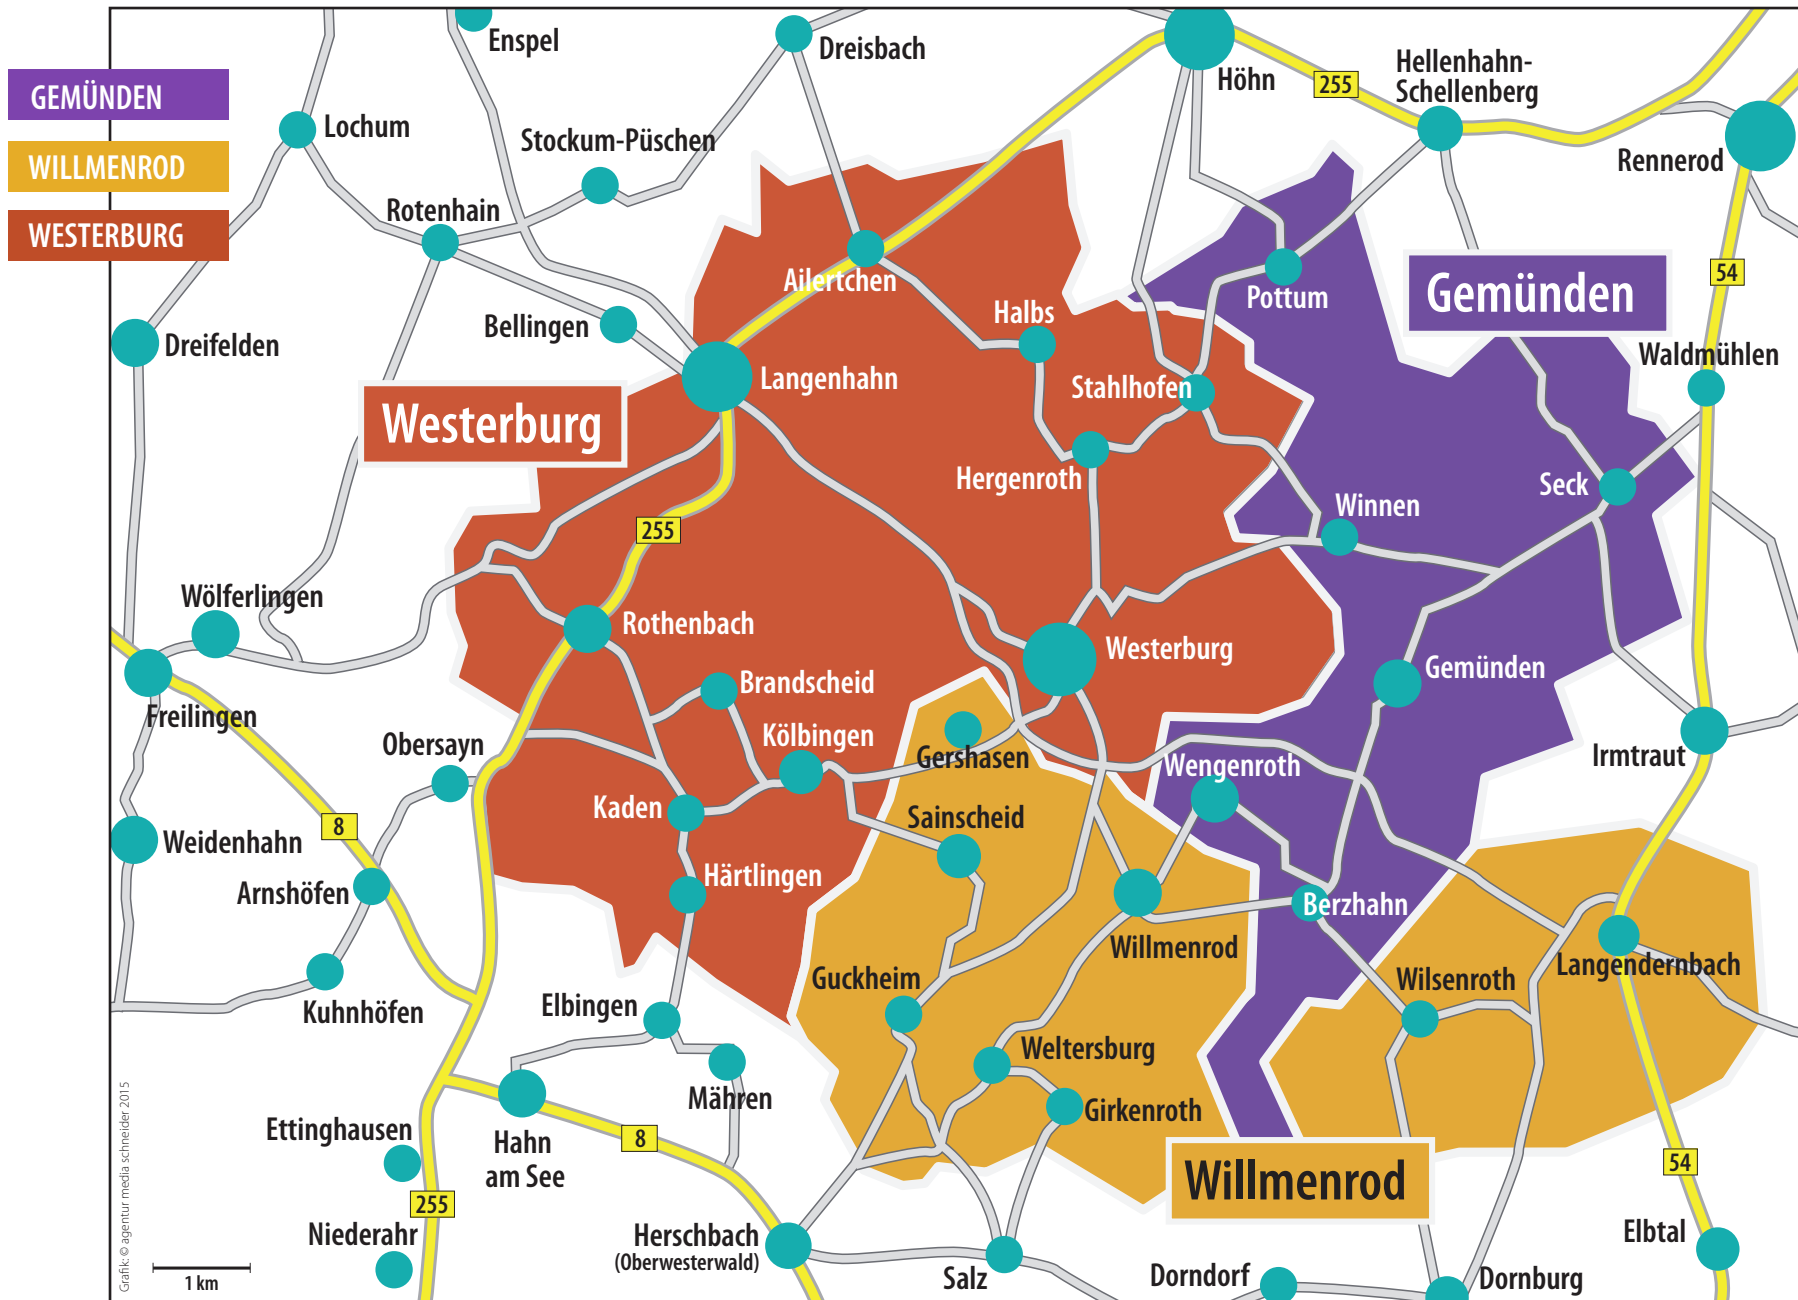 Enspel
Dreisbach
Höhn
255
Hellenhahn-
Schellenberg
GEMÜNDEN
Lochum
Stockum-Püschen
Rennerod
WILLMENROD
Rotenhain
WESTERBURG
Ailertchen
54
Pottum
Gemünden
Halbs
Bellingen
Dreifelden
Waldmühlen
Langenhahn
Stahlhofen
Westerburg
Hergenroth
Seck
Winnen
255
Wölferlingen
Rothenbach
Westerburg
Gemünden
Brandscheid
Freilingen
Obersayn
Kölbingen
Gershasen
Wengenroth
Irmtraut
Kaden
Sainscheid
8
Weidenhahn
Härtlingen
Arnshöfen
Berzhahn
Willmenrod
Langendernbach
Guckheim
Wilsenroth
Elbingen
Kuhnhöfen
Weltersburg
Mähren
Girkenroth
Ettinghausen
Hahn
am See
8
54
Willmenrod
255
Niederahr
Herschbach
(Oberwesterwald)
Elbtal
Salz
Dorndorf
Dornburg
1 km
Grafik: © agentur media schneider 2015